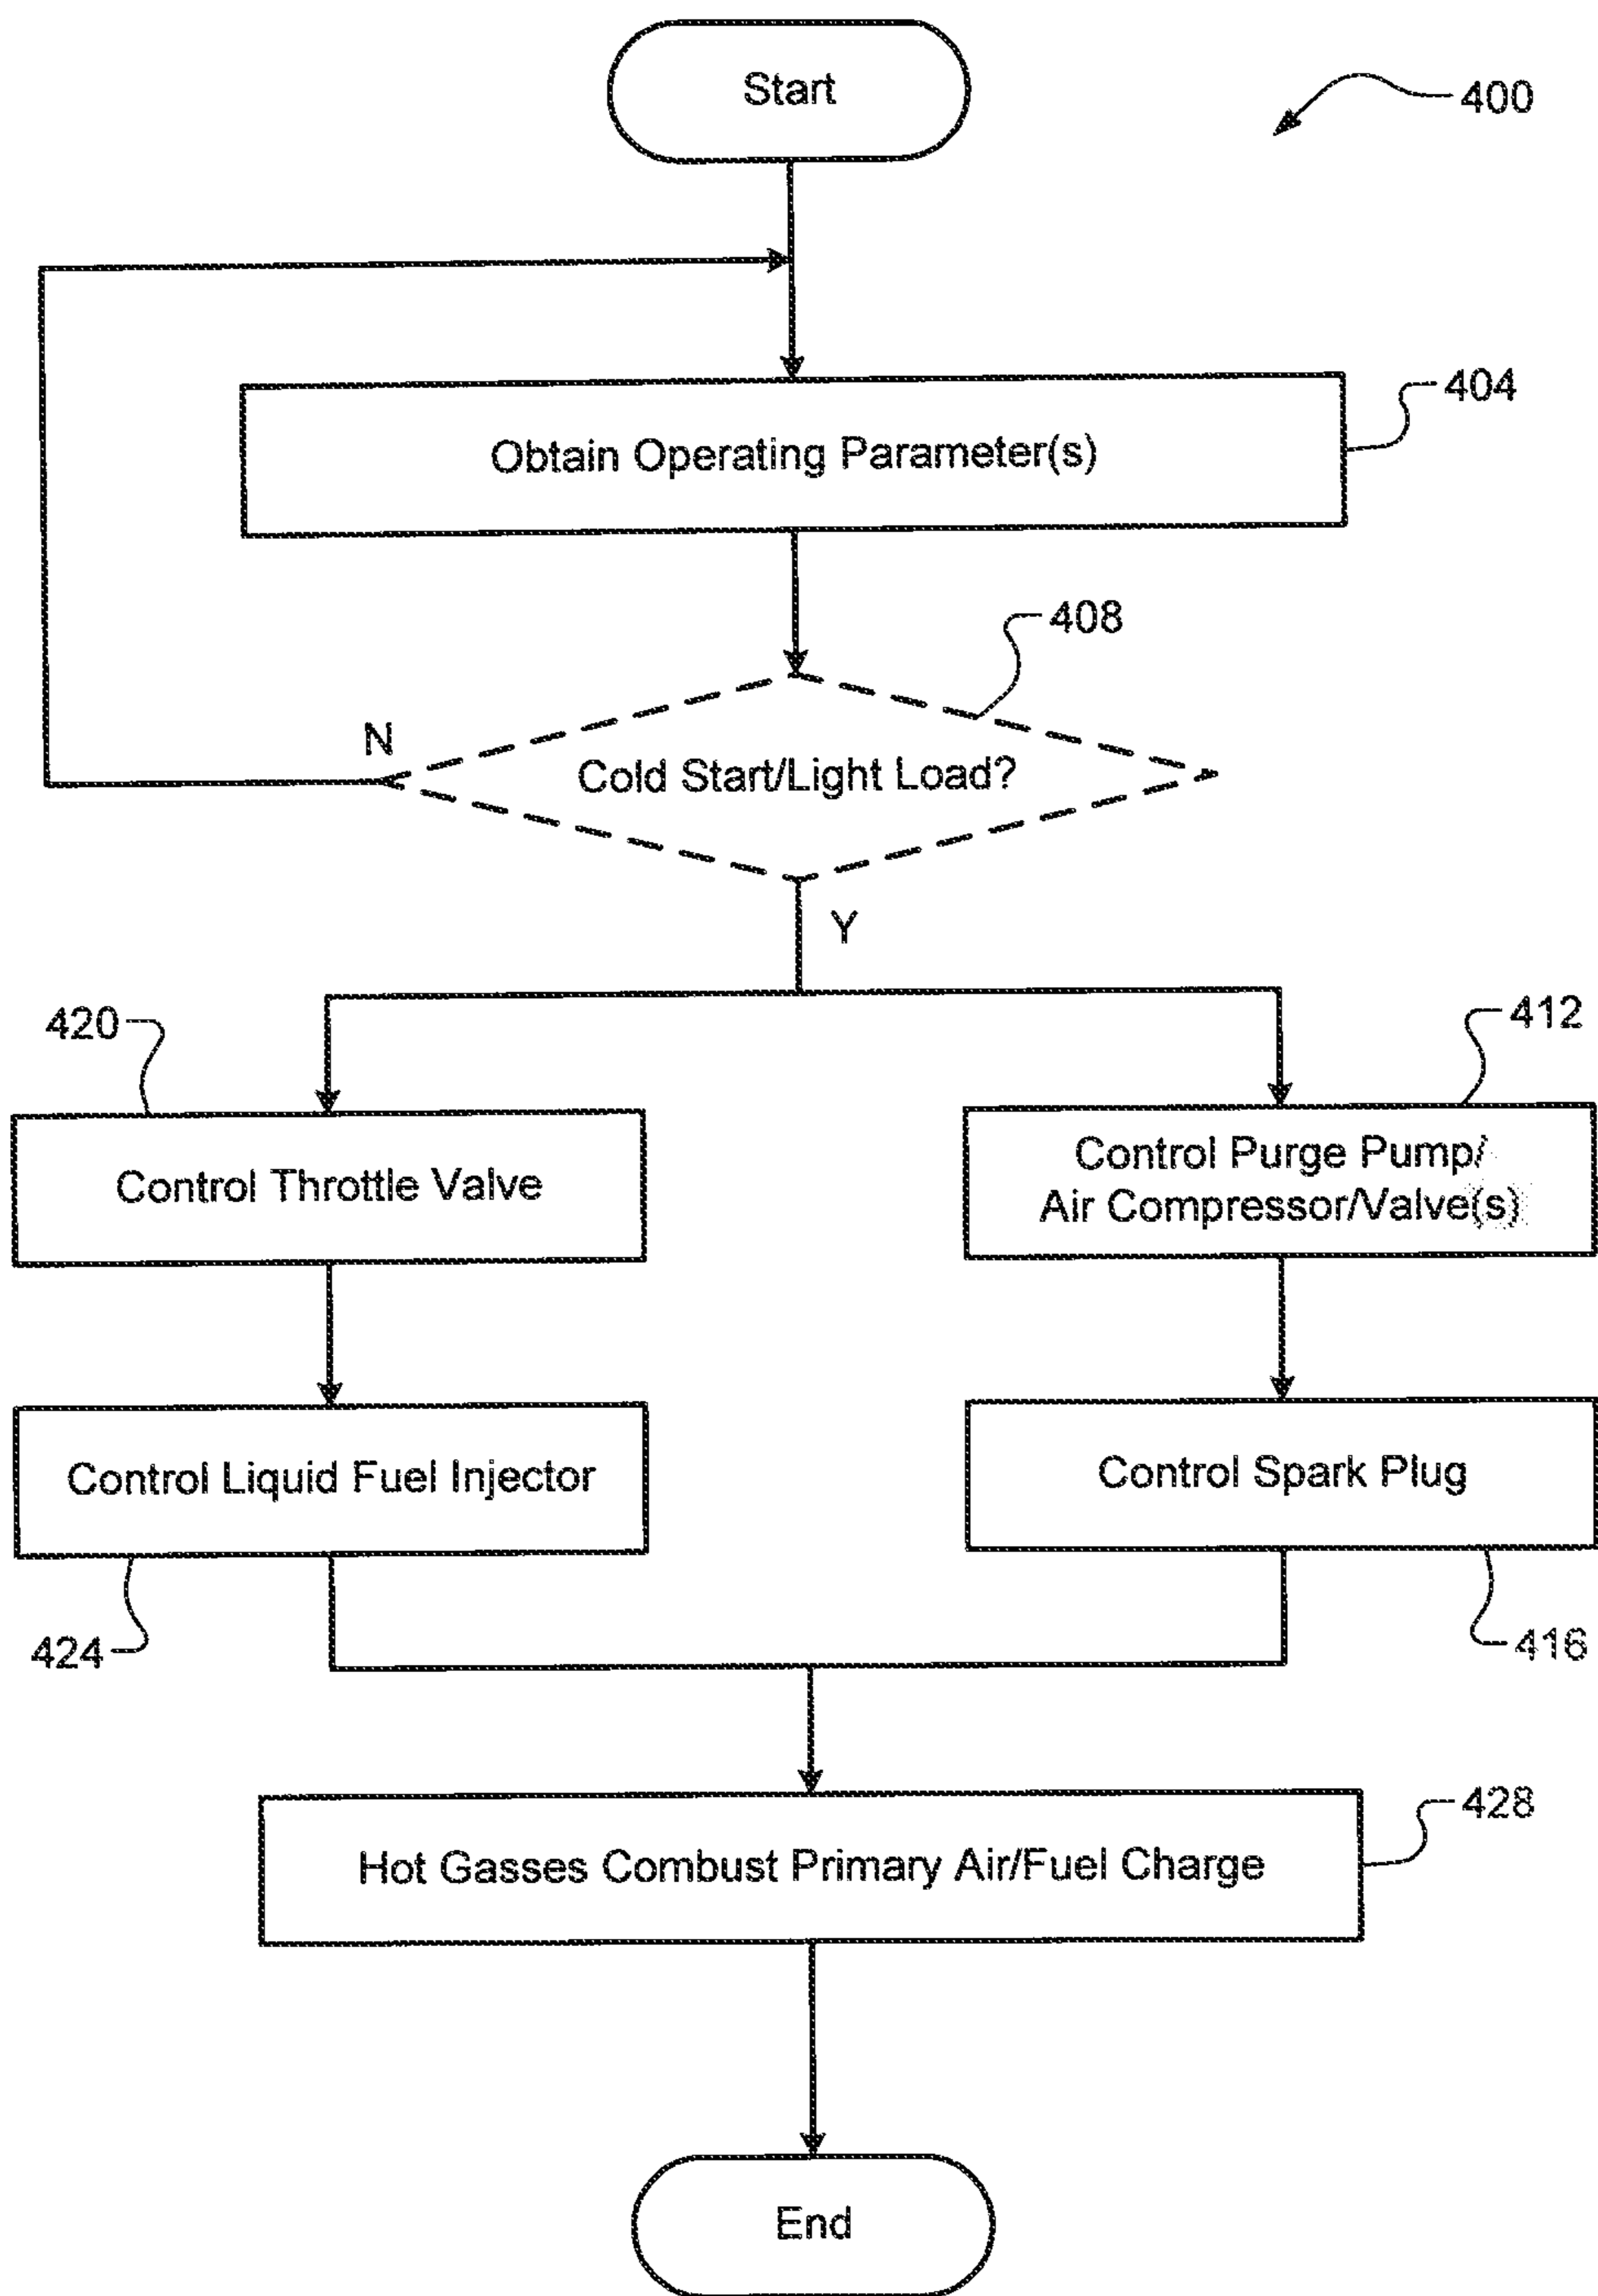 Start
400
Obtain Operating Parameter(s)
404
408
N
Cold Start/Light Load?
Y
420
412
Control Throttle Valve
Control Purge Pump/
Air Compressor/Valve(s)
Control Liquid Fuel Injector
Control Spark Plug
424
416
Hot Gasses Combust Primary Air/Fuel Charge
428
End